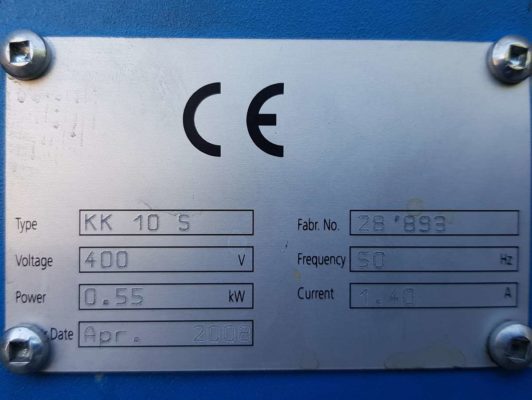 CE
Type KK 10 S Fabr. No. 28'893
Voltage 400 V Frequency 50 Hz
Power 0.55 kW Current 1.40 A
Date Apr. 2008